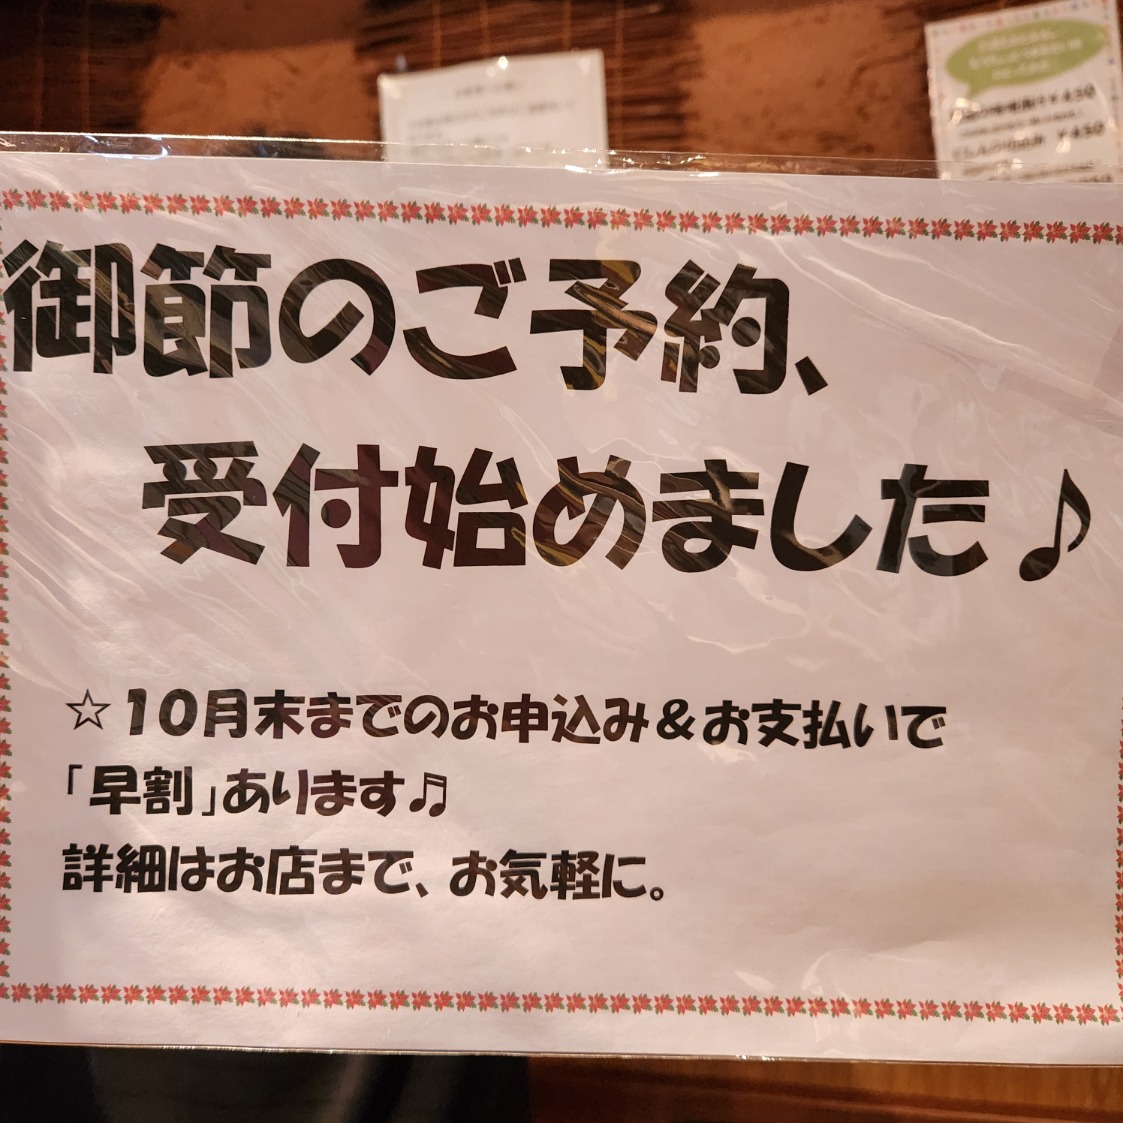 御節のご予約、
受付始めました♪
☆10月末までのお申込み&お支払いで
「早割」あります♬
詳細はお店まで、お気軽に。
¥450
¥450